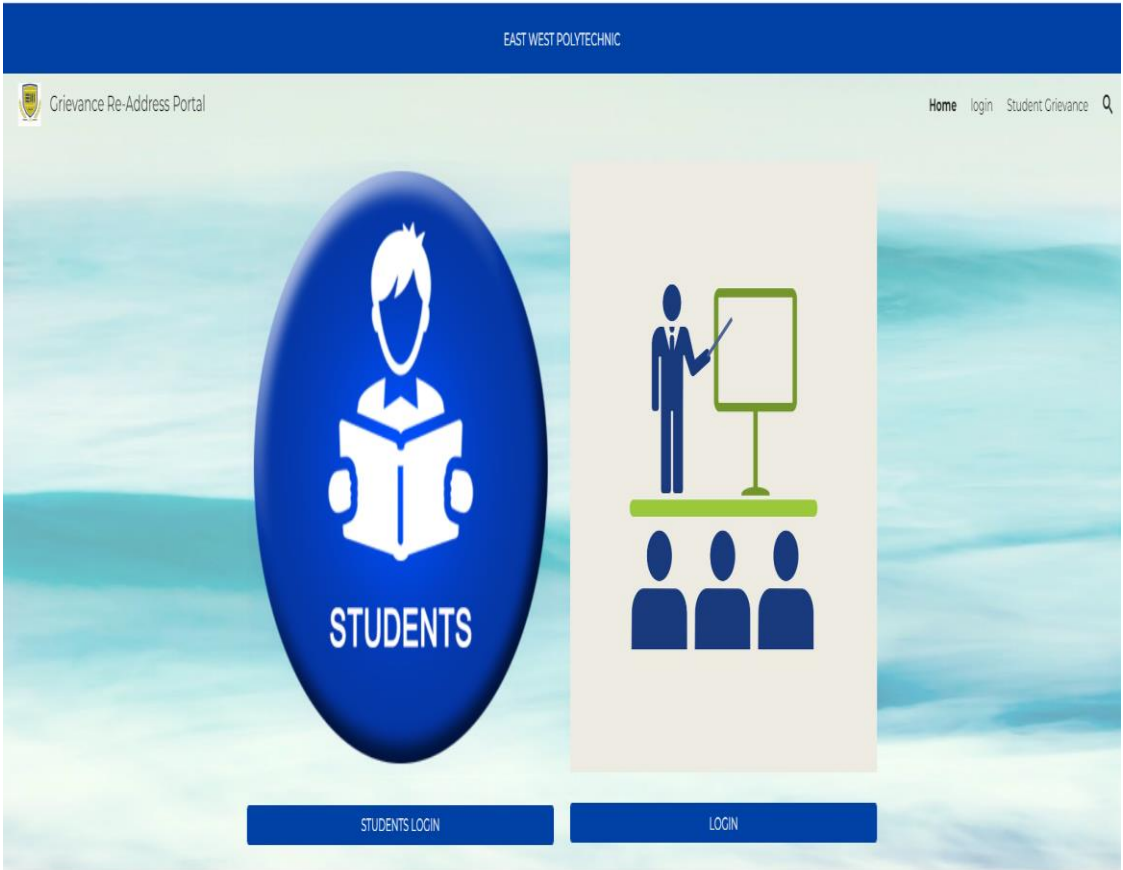 EAST WEST POLYTECHNIC
Grievance Re-Address Portal
Home login Student Grievance
STUDENTS
STUDENTS LOGIN
LOGIN